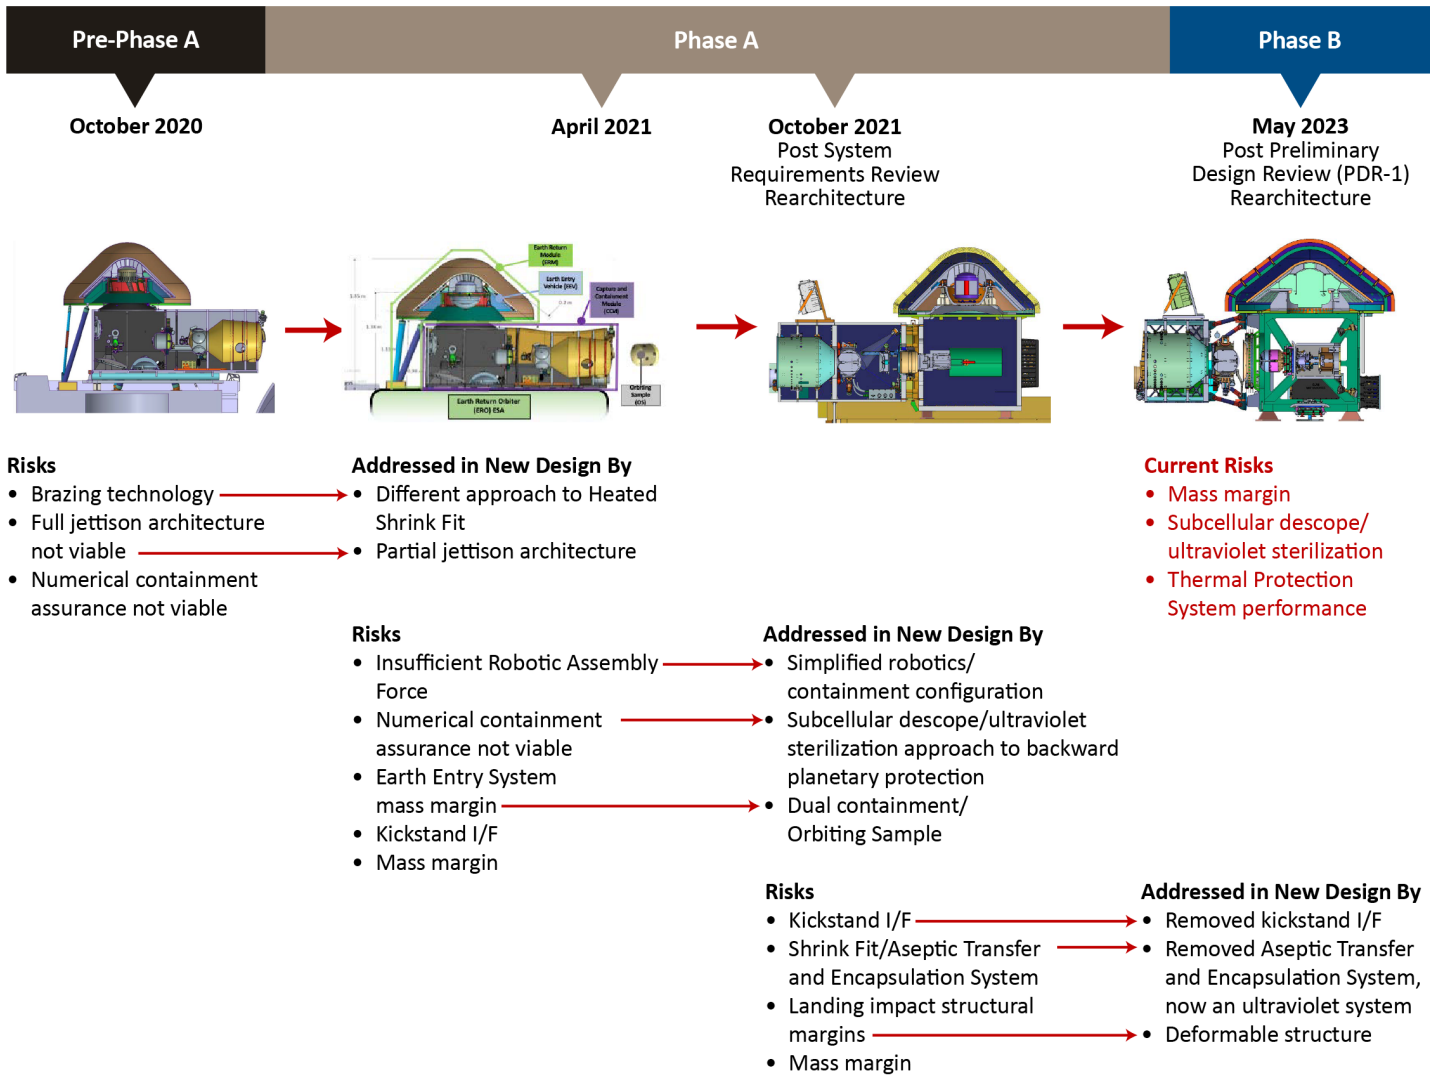 Pre-Phase A
Phase A
Phase B
October 2020
April 2021
October 2021
Post System
Requirements Review
Rearchitecture
May 2023
Post Preliminary
Design Review (PDR-1)
Rearchitecture
Earth Return
Module
(ERM)
Earth Entry
Vehicle (EEV)
Capture and
Containment
Module
(CCM)
Orbiting
Sample
(OS)
Earth Return Orbiter
(ERO) ESA
Risks
• Brazing technology
• Full jettison architecture
not viable
• Numerical containment
assurance not viable
Addressed in New Design By
• Different approach to Heated
Shrink Fit
• Partial jettison architecture
Current Risks
• Mass margin
• Subcellular descope/
ultraviolet sterilization
• Thermal Protection
System performance
Risks
• Insufficient Robotic Assembly
Force
• Numerical containment
assurance not viable
• Earth Entry System
mass margin
• Kickstand I/F
• Mass margin
Addressed in New Design By
• Simplified robotics/
containment configuration
• Subcellular descope/ultraviolet
sterilization approach to backward
planetary protection
• Dual containment/
Orbiting Sample
Risks
• Kickstand I/F
• Shrink Fit/Aseptic Transfer
and Encapsulation System
• Landing impact structural
margins
• Mass margin
Addressed in New Design By
• Removed kickstand I/F
• Removed Aseptic Transfer
and Encapsulation System,
now an ultraviolet system
• Deformable structure